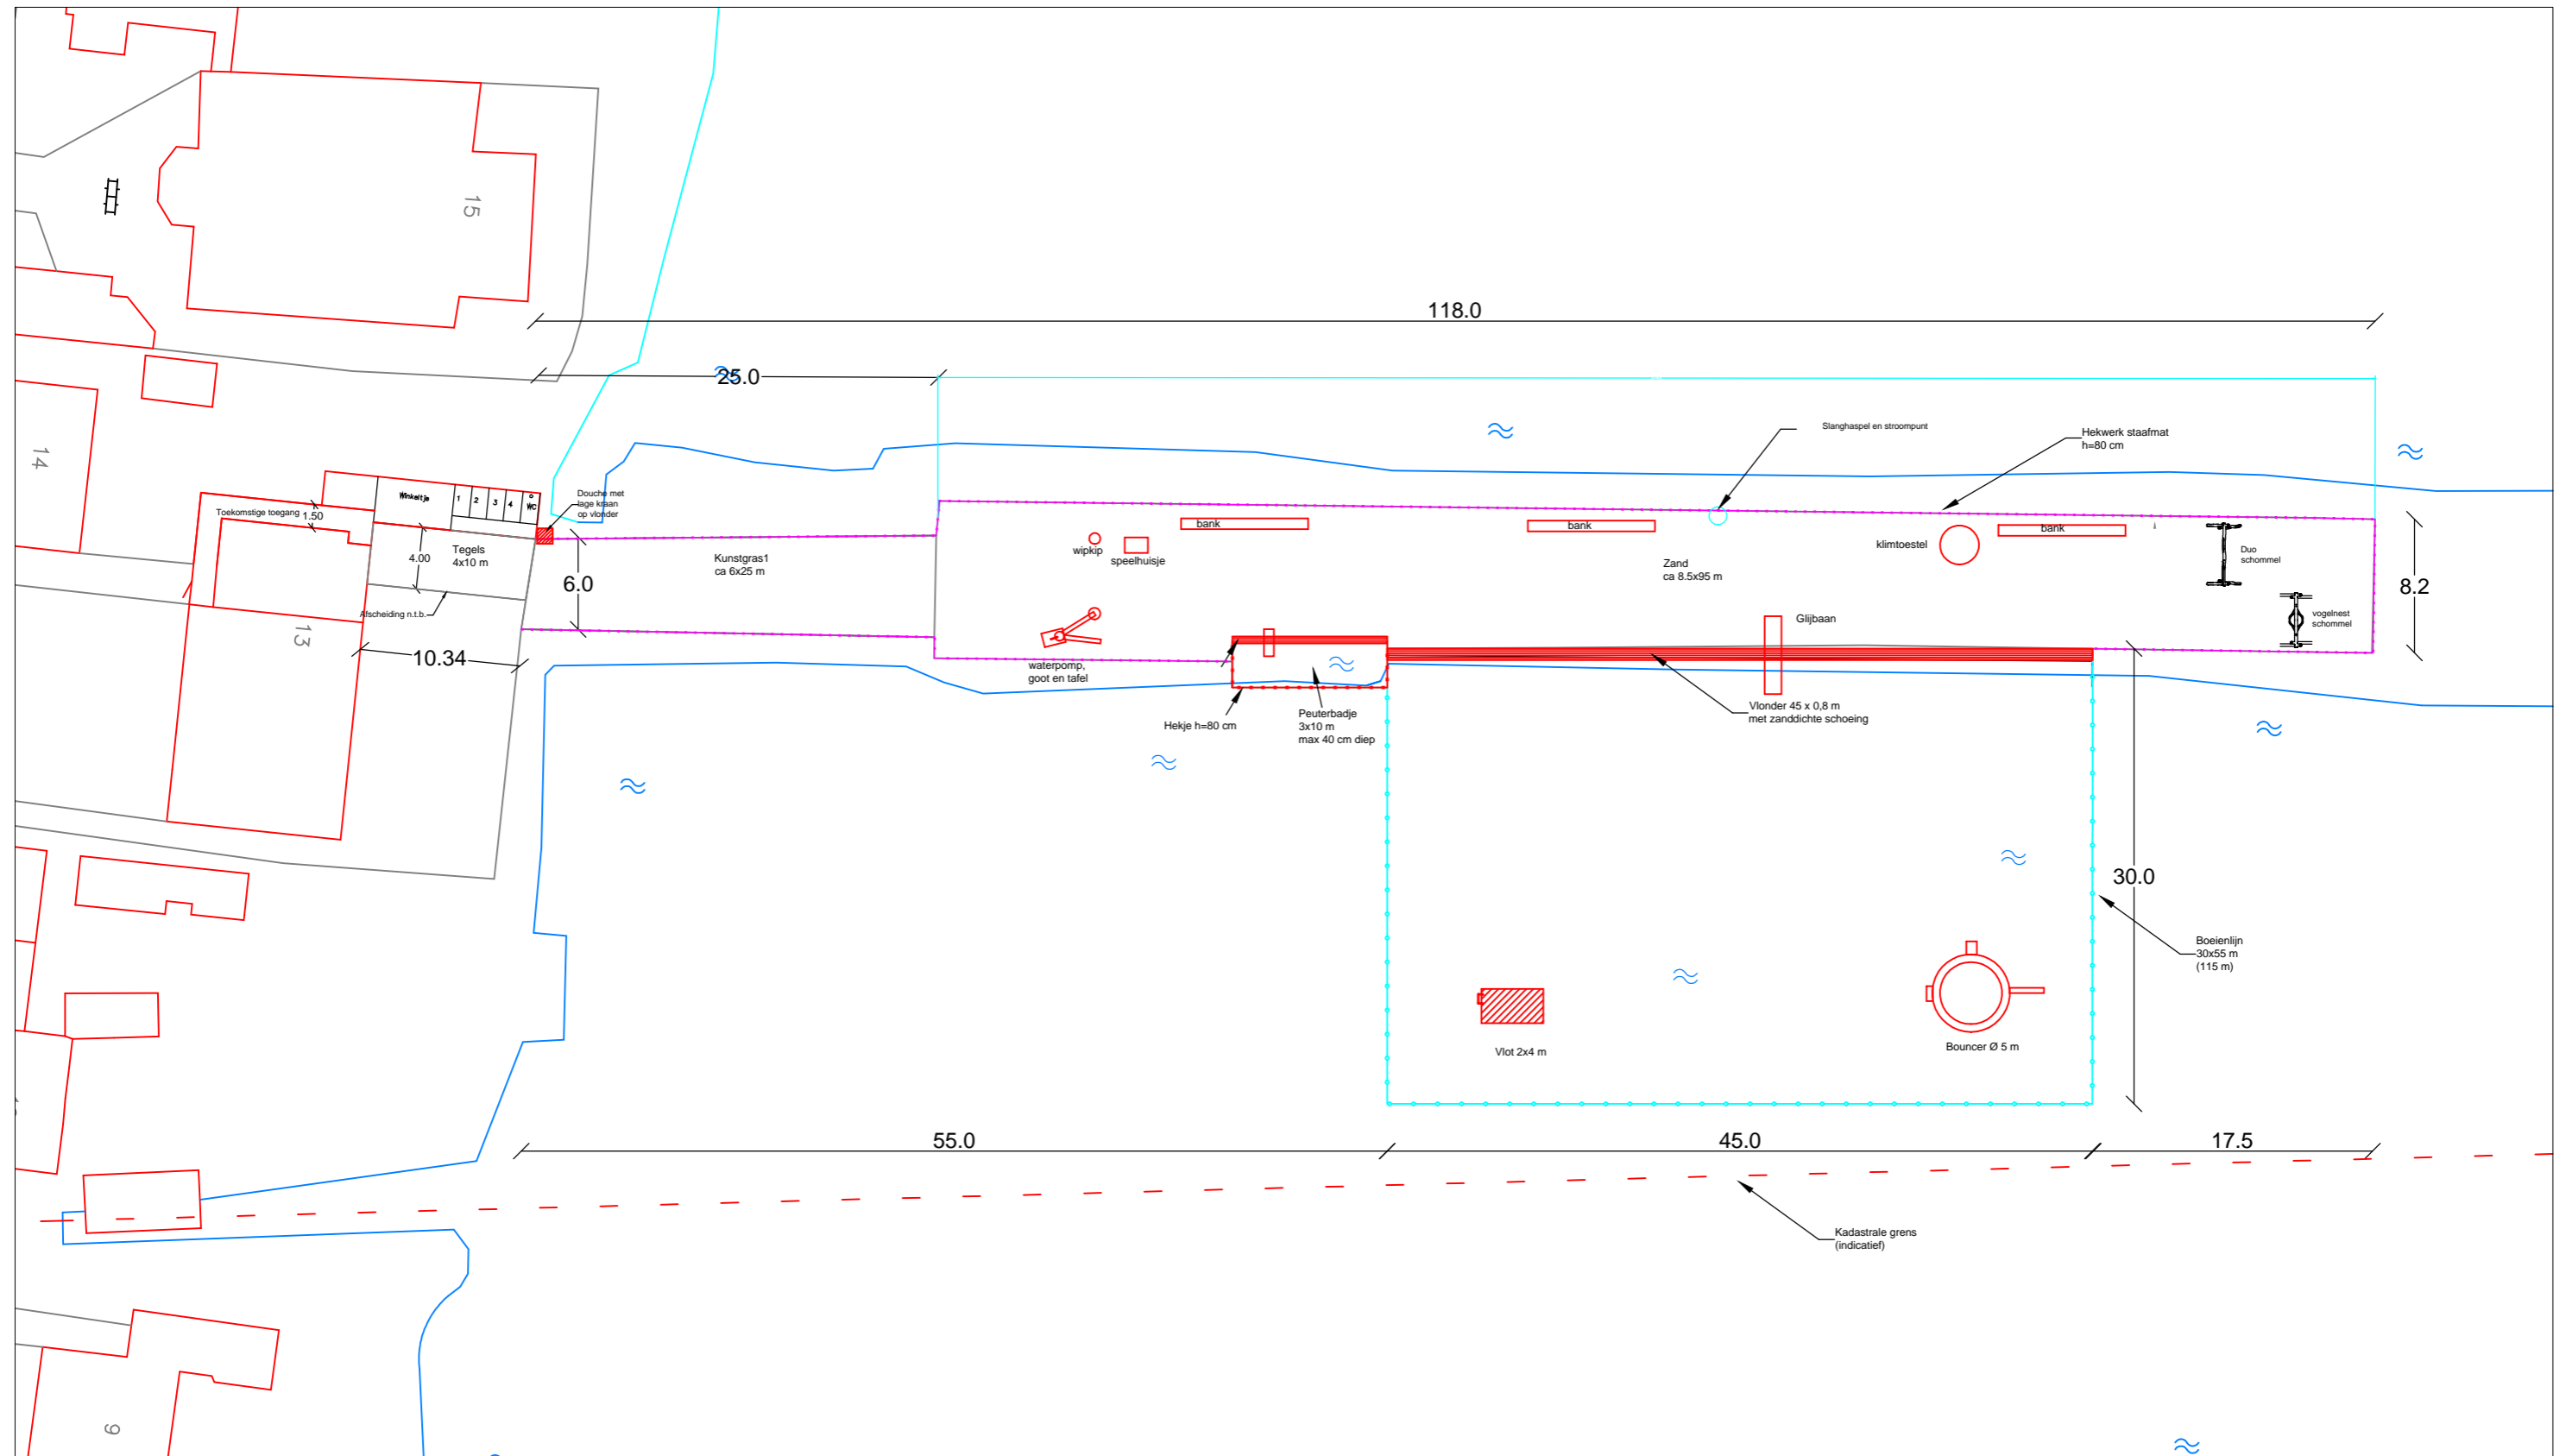 15
118.0
25.0
14
Slanghaspel en stroompunt
Hekwerk staafmat
h=80 cm
Winkeltje
1
2
3
4
WC
Douche met
lage kraan
op vlonder
Toekomstige toegang
1.50
4.00
Tegels
4x10 m
Kunstgras1
ca 6x25 m
6.0
wipkip
speelhuisje
bank
bank
bank
Zand
ca 8.5x95 m
klimtoestel
Duo
schommel
8.2
vogelnest
schommel
Afscheiding n.t.b.
13
10.34
Glijbaan
waterpomp,
goot en tafel
Hekje h=80 cm
Peuterbadje
3x10 m
max 40 cm diep
Vlonder 45 x 0,8 m
met zanddichte schoeing
30.0
Boeienlijn
30x55 m
(115 m)
Vlot 2x4 m
Bouncer Ø 5 m
55.0
45.0
17.5
Kadastrale grens
(indicatief)
9